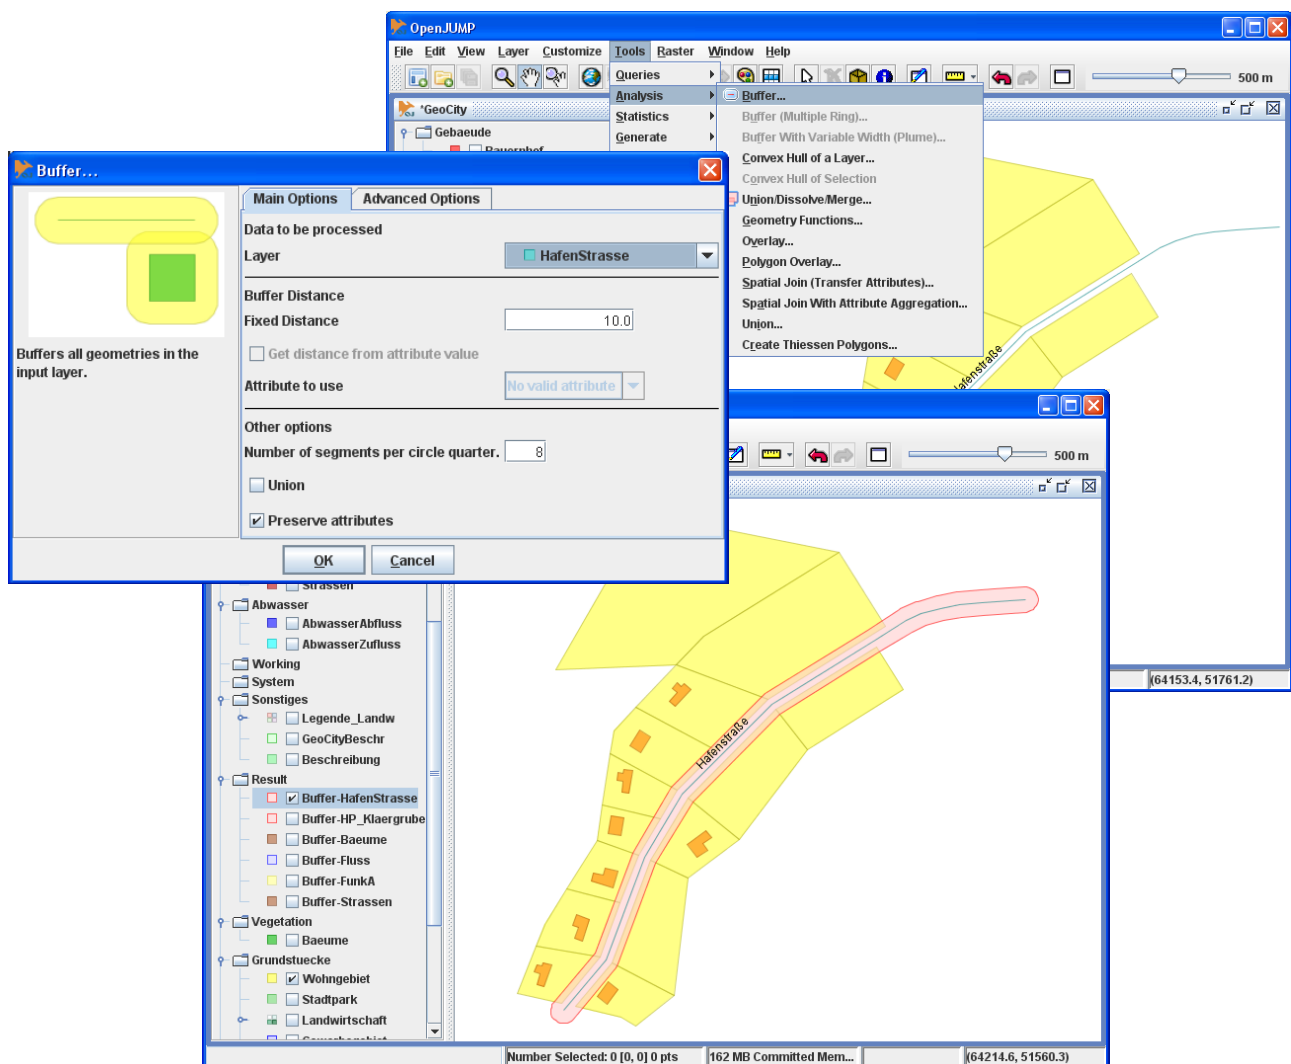 OpenJUMP
File Edit View Layer Customize Tools Raster Window Help
500 m
Queries
Analysis
Statistics
Generate
Buffer...
Buffer (Multiple Ring)...
Buffer With Variable Width (Plume)...
Convex Hull of a Layer...
Convex Hull of Selection
Union/Dissolve/Merge...
Geometry Functions...
Overlay...
Polygon Overlay...
Spatial Join (Transfer Attributes)...
Spatial Join With Attribute Aggregation...
Union...
Create Thiessen Polygons...
*GeoCity
Gebaeude
Bauernhof
Hafenstraße
(64153.4, 51761.2)
Buffer...
Buffers all geometries in the
input layer.
Main Options Advanced Options
Data to be processed
Layer HafenStrasse
Buffer Distance
Fixed Distance 10.0
Get distance from attribute value
Attribute to use No valid attribute
Other options
Number of segments per circle quarter. 8
Union
Preserve attributes
OK Cancel
500 m
Strassen
Abwasser
AbwasserAbfluss
AbwasserZufluss
Working
System
Sonstiges
Legende_Landw
GeoCityBeschr
Beschreibung
Result
Buffer-HafenStrasse
Buffer-HP_Klaergrube
Buffer-Baeume
Buffer-Fluss
Buffer-FunkA
Buffer-Strassen
Vegetation
Baeume
Grundstuecke
Wohngebiet
Stadtpark
Landwirtschaft
Hafenstraße
Number Selected: 0 [0, 0] 0 pts 162 MB Committed Mem... (64214.6, 51560.3)